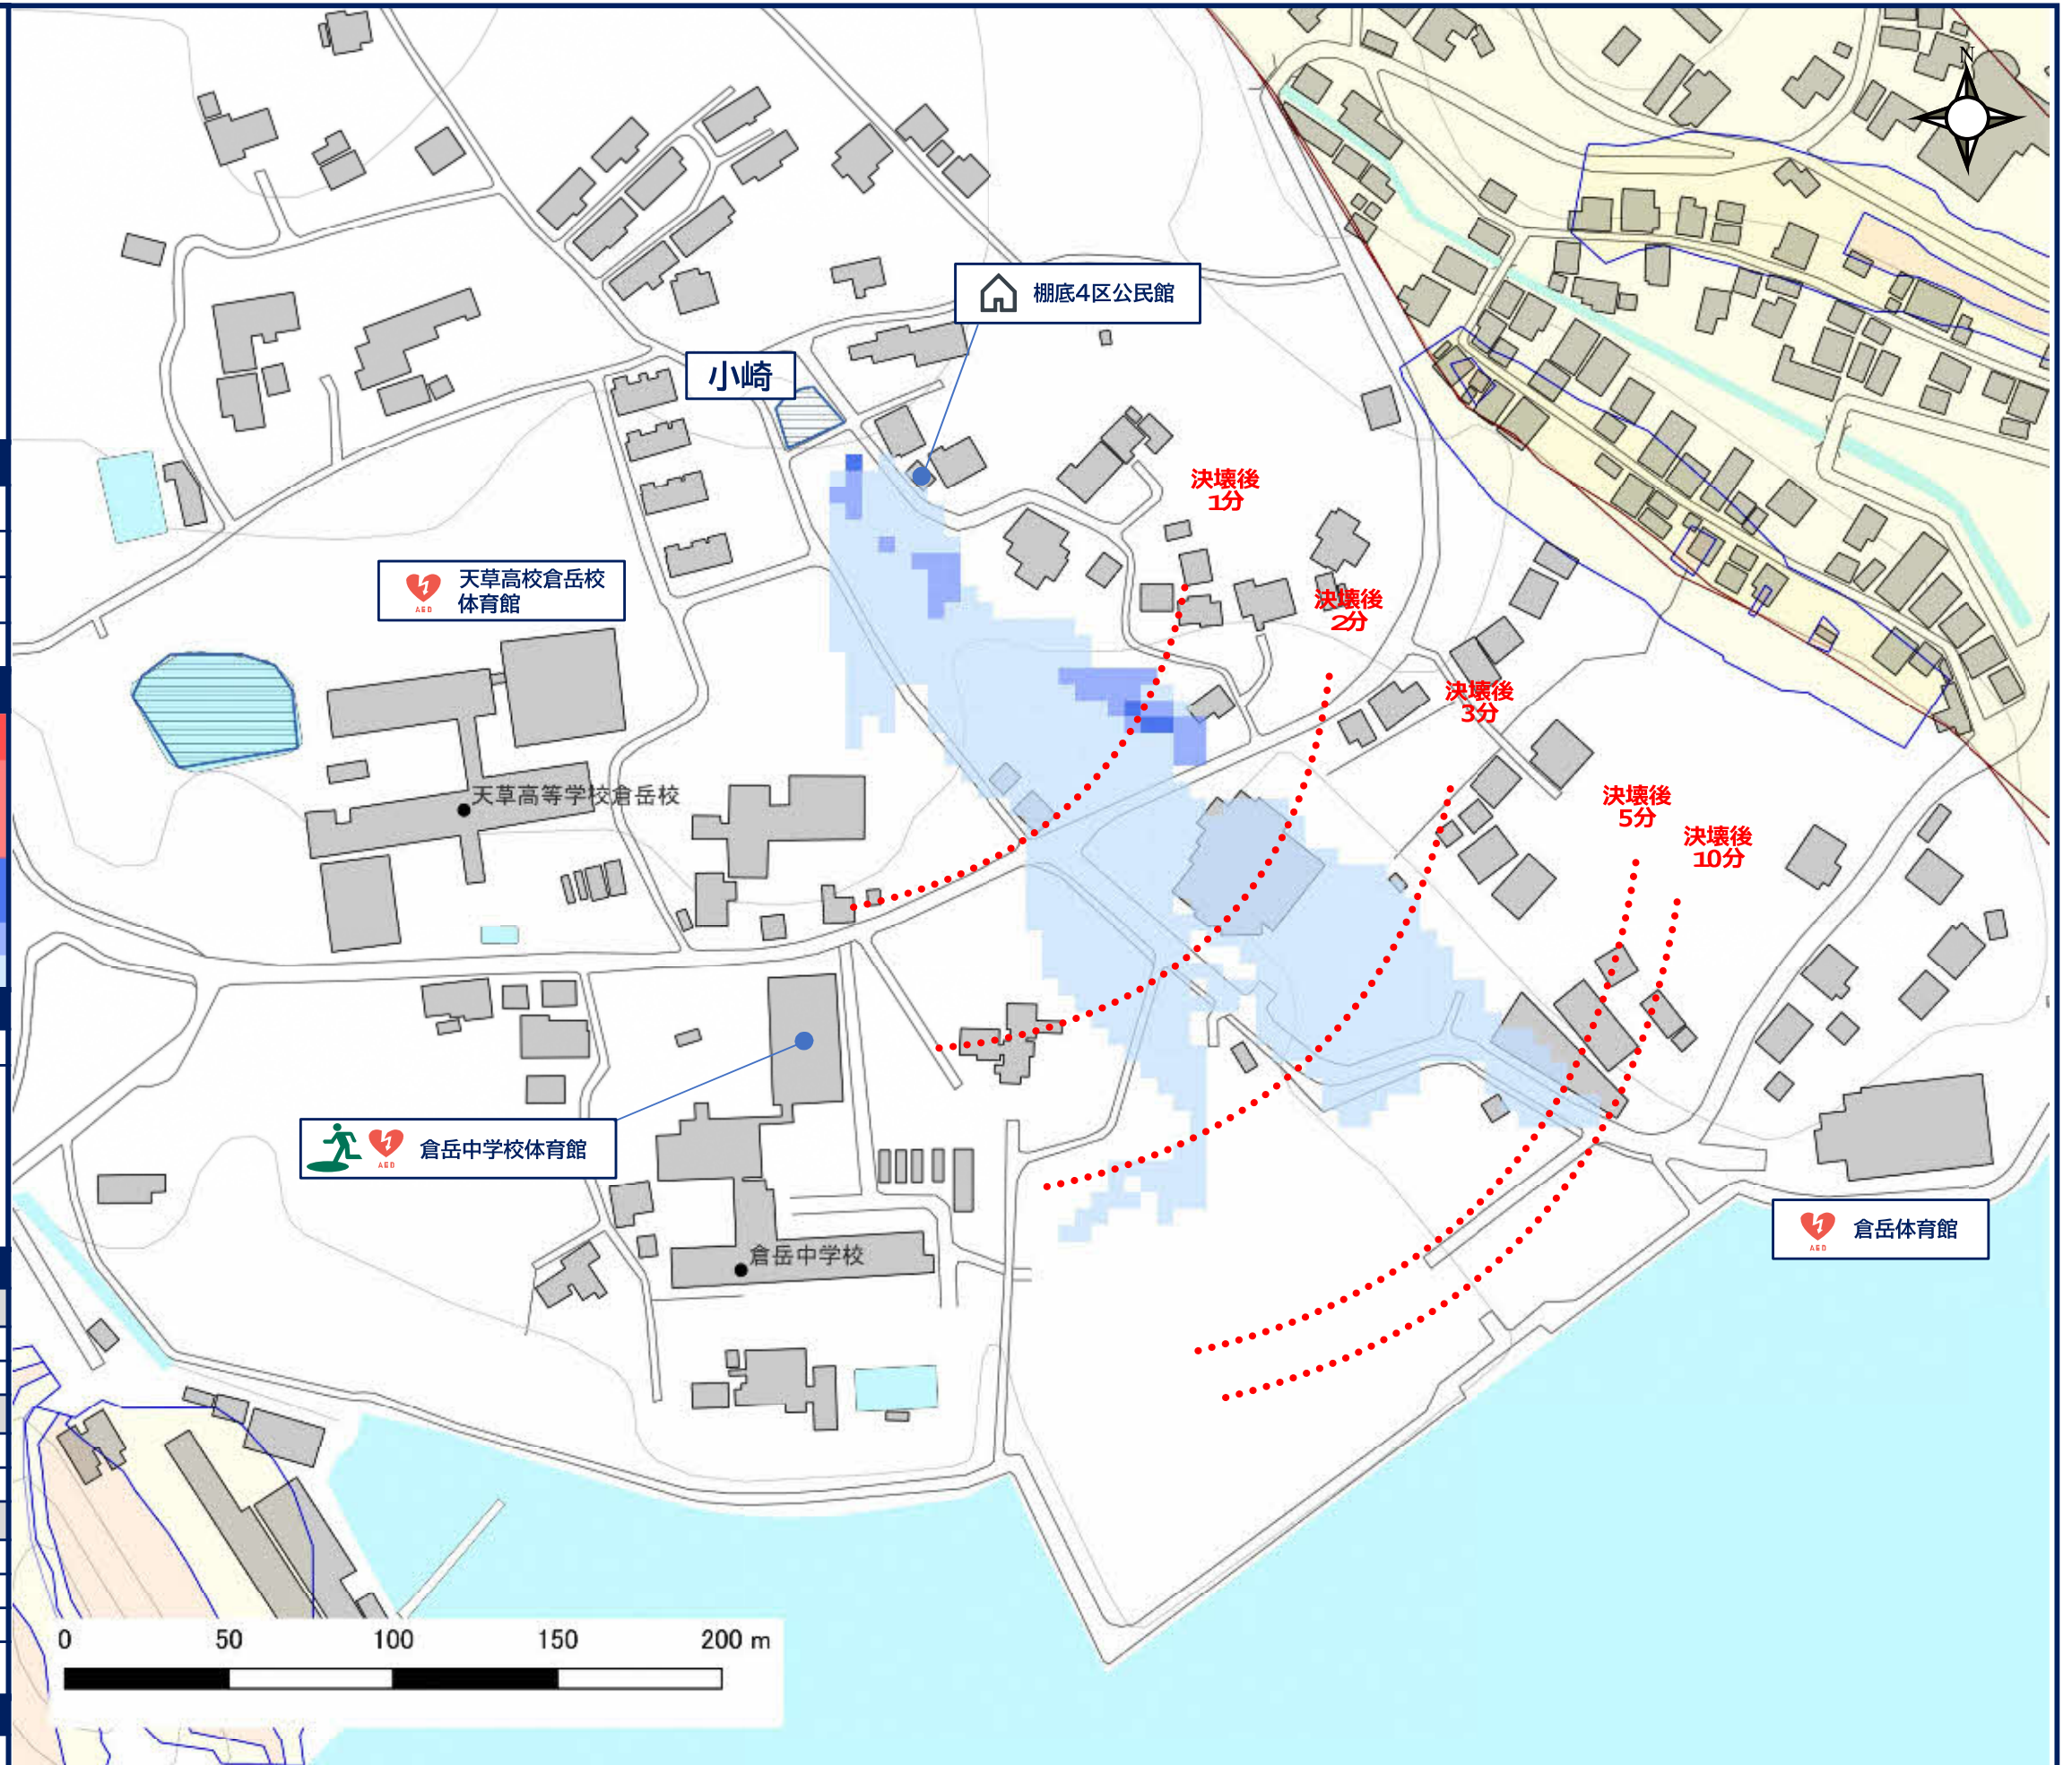 N
棚底4区公民館
小崎
決壊後
1分
天草高校倉岳校
体育館
AED
決壊後
2分
決壊後
3分
天草高等学校倉岳校
決壊後
5分
決壊後
10分
倉岳中学校体育館
AED
倉岳体育館
AED
倉岳中学校
0 50 100 150 200 m